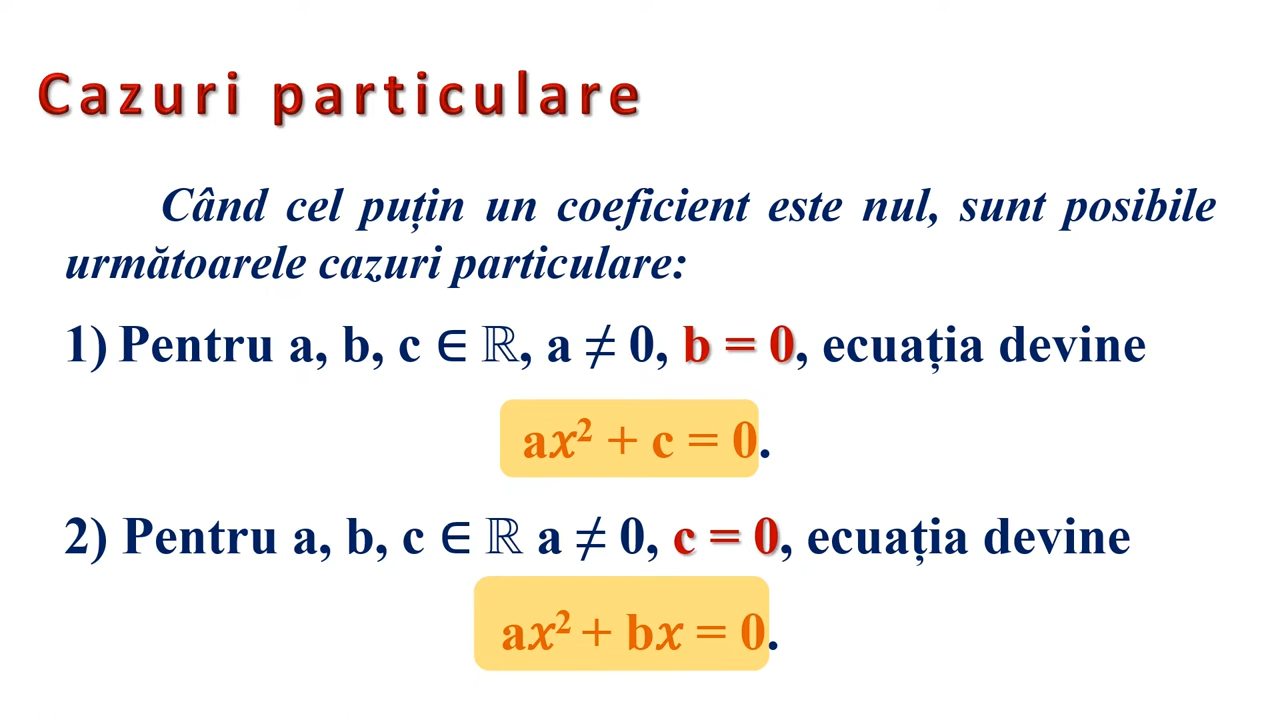 Cazuri particulare
Când cel puțin un coeficient este nul, sunt posibile
următoarele cazuri particulare:
1) Pentru a, b, c ∈ ℝ, a ≠ 0, b = 0, ecuația devine
ax² + c = 0.
2) Pentru a, b, c ∈ ℝ a ≠ 0, c = 0, ecuația devine
ax² + bx = 0.